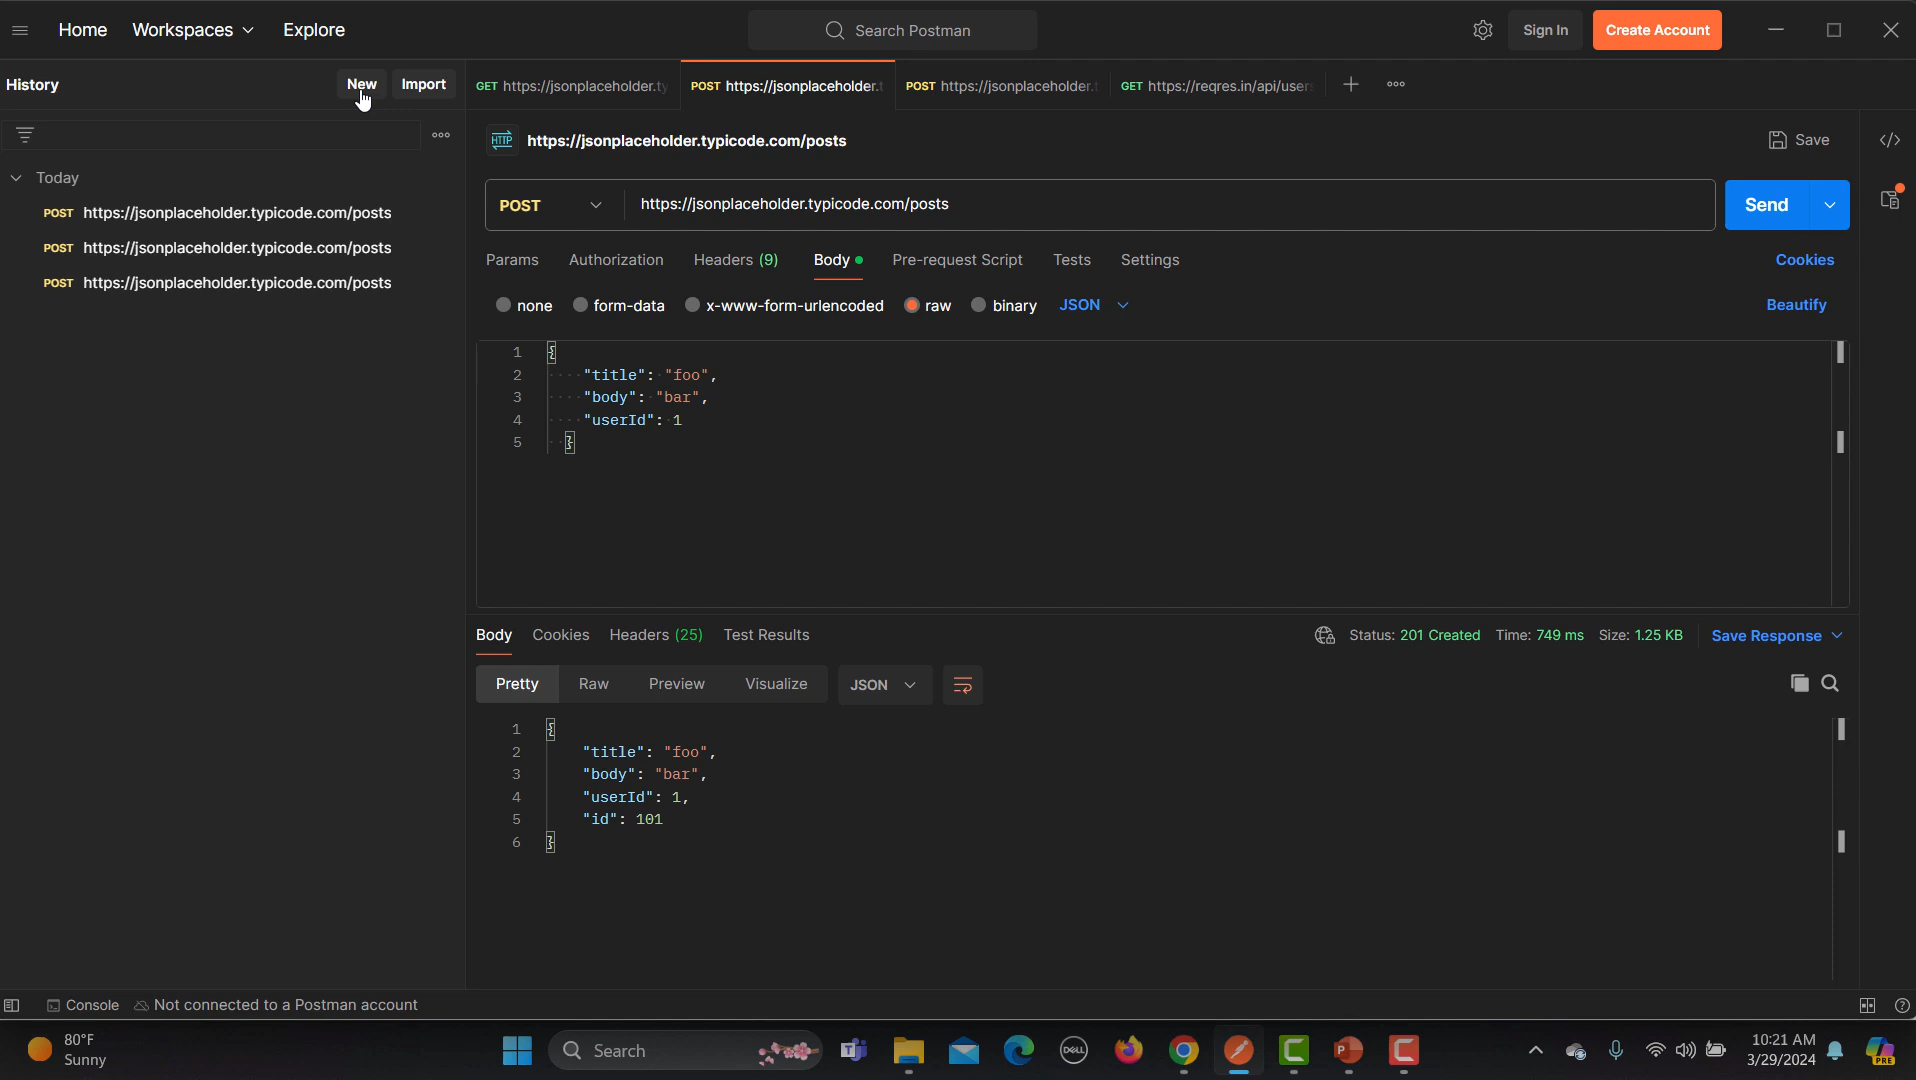 Home Workspaces Explore Search Postman Sign In Create Account
History New Import GET https://jsonplaceholder.ty POST https://jsonplaceholder.t POST https://jsonplaceholder.t GET https://reqres.in/api/users
HTTP https://jsonplaceholder.typicode.com/posts Save
Today
POST https://jsonplaceholder.typicode.com/posts
POST https://jsonplaceholder.typicode.com/posts
POST https://jsonplaceholder.typicode.com/posts
POST https://jsonplaceholder.typicode.com/posts Send
Params Authorization Headers (9) Body Pre-request Script Tests Settings Cookies
none form-data x-www-form-urlencoded raw binary JSON Beautify
1 {
2 "title": "foo",
3 "body": "bar",
4 "userId": 1
5 }
Body Cookies Headers (25) Test Results Status: 201 Created Time: 749 ms Size: 1.25 KB Save Response
Pretty Raw Preview Visualize JSON
1 {
2 "title": "foo",
3 "body": "bar",
4 "userId": 1,
5 "id": 101
6 }
Console Not connected to a Postman account
80°F
Sunny
Search
DELL
10:21 AM
3/29/2024
PRE